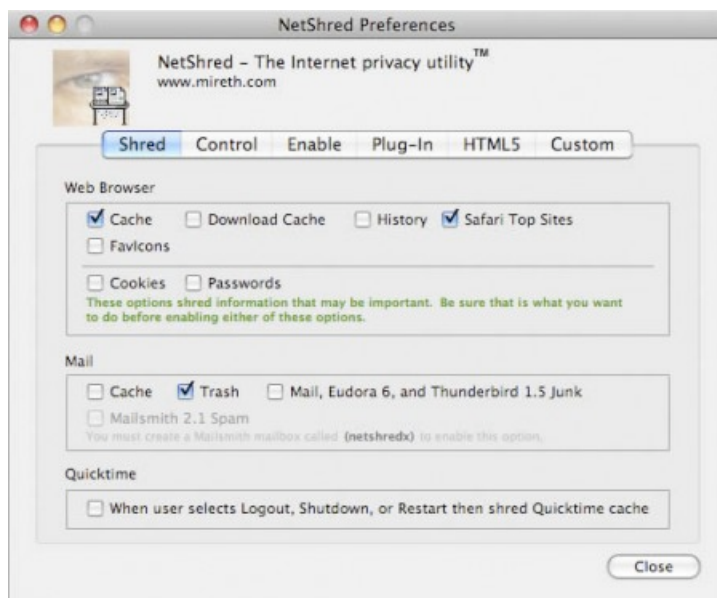 NetShred Preferences
NetShred – The Internet privacy utility™
www.mireth.com
Shred Control Enable Plug-In HTML5 Custom
Web Browser
Cache Download Cache History Safari Top Sites
FavIcons
Cookies Passwords
These options shred information that may be important. Be sure that is what you want
to do before enabling either of these options.
Mail
Cache Trash Mail, Eudora 6, and Thunderbird 1.5 Junk
Mailsmith 2.1 Spam
You must create a Mailsmith mailbox called (netshredx) to enable this option.
Quicktime
When user selects Logout, Shutdown, or Restart then shred Quicktime cache
Close